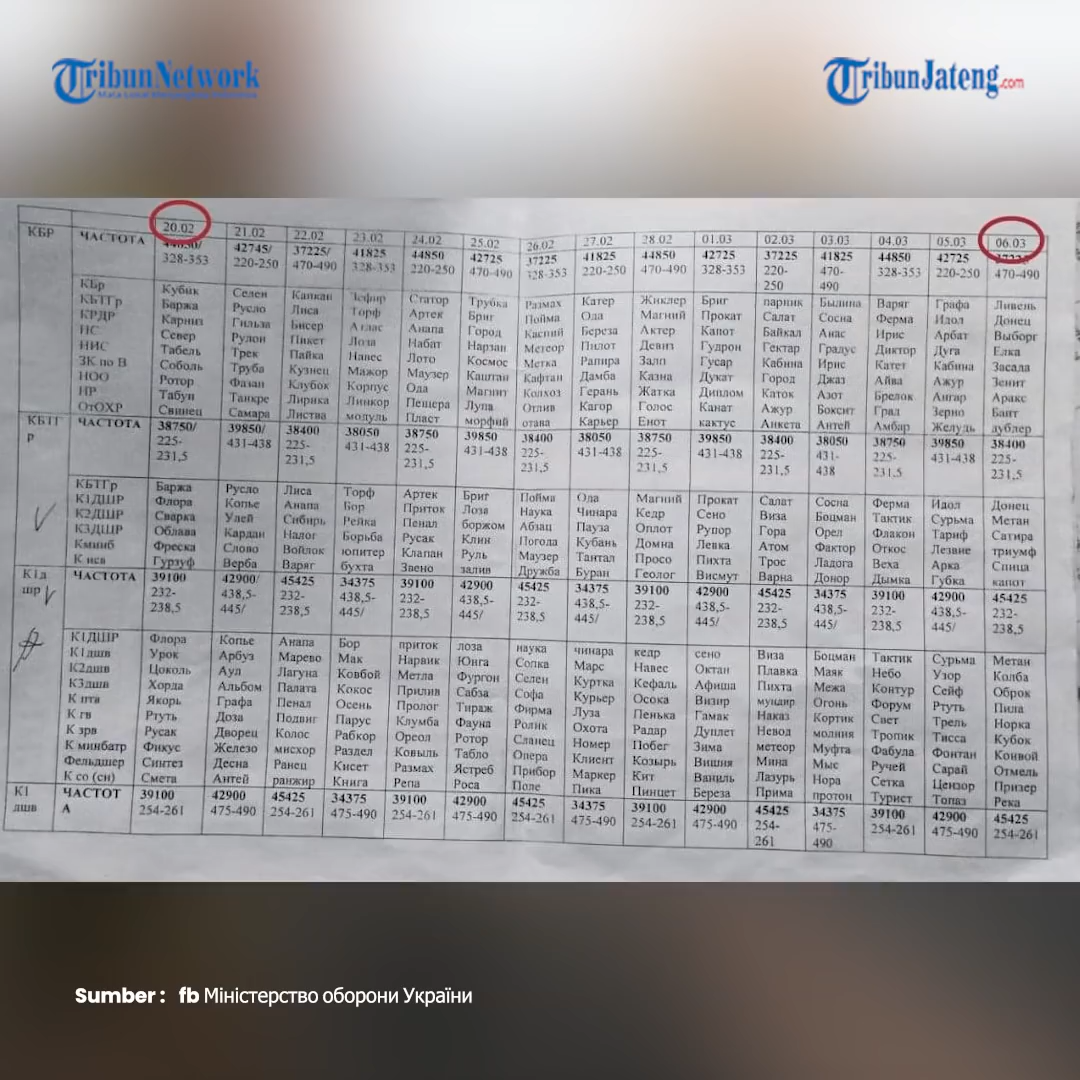 TribunNetwork
TribunJateng.com
20.02 21.02 22.02 23.02 24.02 25.02 26.02 27.02 28.02 01.03 02.03 03.03 04.03 05.03 06.03
КБР ЧАСТОТА 44850/ 42745/ 37225/ 41825 44850 42725 37225 41825 44850 42725 37225 41825 44850 42725 37225
328-353 220-250 470-490 328-353 220-250 470-490 328-353 220-250 470-490 328-353 220- 470- 328-353 220-250 470-490
250 490
КБр Кубик Селен Капкан Зефир Статор Трубка Размах Катер Жиклер Бриг парник Былина Варяг Графа Ливень
КБТГр Баржа Русло Лиса Торф Артек Бриг Пойма Ода Магний Прокат Салат Сосна Ферма Идол Донец
КРДР Карниз Гильза Бисер Атлас Анапа Город Каспий Береза Актер Капот Байкал Анас Ирис Арбат Выборг
НС Север Рулон Пикет Лоза Набат Нарзан Метеор Пилот Девиз Гудрон Гектар Градус Диктор Дуга Елка
НИС Табель Трек Пайка Навес Лото Космос Метка Рапира Залп Гусар Кабина Ирис Катет Кабина Засада
ЗК по В Соболь Труба Кузнец Мажор Маузер Каштан Кафтан Дамба Казна Дукат Город Джаз Айва Ажур Зенит
НОО Ротор Фазан Клубок Корпус Ода Магнит Колхоз Герань Жатка Диплом Каток Азот Брелок Ангар Аракс
НР Табун Танкре Лирика Линкор Пещера Лупа Отлив Кагор Голос Канат Ажур Боксит Град Зерно Бант
ОтОХР Свинец Самара Листва модуль Пласт морфий отава Карьер Енот кактус Анкета Антей Амбар Желудь дублер
КБТГ ЧАСТОТА 38750/ 39850/ 38400 38050 38750 39850 38400 38050 38750 39850 38400 38050 38750 39850 38400
р 225- 431-438 225- 431-438 225- 431-438 225- 431-438 225- 431-438 225- 431- 225- 431-438 225-
231,5 231,5 231,5 231,5 231,5 231,5 438 231,5 231,5
КБТГр Баржа Русло Лиса Торф Артек Бриг Пойма Ода Магний Прокат Салат Сосна Ферма Идол Донец
К1ДШР Флора Копье Анапа Бор Приток Лоза Наука Чинара Кедр Сено Виза Боцман Тактик Сурьма Метан
К2ДШР Сварка Улей Сибирь Рейка Пенал боржом Абзац Пауза Оплот Рупор Гора Орел Флакон Тариф Сатира
К3ДШР Облава Кардан Налог Борьба Русак Клин Погода Кубань Домна Левка Атом Фактор Откос Лезвие триумф
Кминб Фреска Слово Войлок юпитер Клапан Руль Маузер Тантал Просо Пихта Трос Ладога Веха Арка Спица
К исв Гурзуф Верба Варяг бухта Звено залив Дружба Буран Геолог Висмут Варна Донор Дымка Губка капот
К1д ЧАСТОТА 39100 42900/ 45425 34375 39100 42900 45425 34375 39100 42900 45425 34375 39100 42900 45425
шр 232- 438,5- 232- 438,5- 232- 438,5- 232- 438,5- 232- 438,5- 232- 438,5- 232- 438,5- 232-
238,5 445/ 238,5 445/ 238,5 445/ 238,5 445/ 238,5 445/ 238,5 445/ 238,5 445/ 238,5
К1ДШР Флора Копье Анапа Бор приток лоза наука чинара кедр сено Виза Боцман Тактик Сурьма Метан
К1дшв Урок Арбуз Марево Мак Нарвик Юнга Сопка Марс Навес Октан Плавка Маяк Небо Узор Колба
К2дшв Цоколь Аул Лагуна Ковбой Метла Фургон Селен Куртка Кефаль Афиша Пихта Межа Контур Сейф Оброк
К3дшв Хорда Альбом Палата Кокос Прилив Сабза Софа Курьер Осока Визир мундир Огонь Форум Ртуть Пила
К птв Якорь Графа Пенал Осень Пролог Тираж Фирма Луза Пенька Гамак Наказ Кортик Свет Трель Норка
К гв Ртуть Доза Подвиг Парус Клумба Фауна Ролик Охота Радар Дуплет Невод молния Тропик Тисса Кубок
К зрв Русак Дворец Колос Рабкор Ореол Ротор Сланец Номер Побег Зима метеор Муфта Фабула Фонтан Конвой
К минбатр Фикус Железо мисхор Раздел Ковыль Табло Опера Клиент Козырь Вишня Мина Мыс Ручей Сарай Отмель
Фельдшер Синтез Десна Ранец Кисет Размах Ястреб Прибор Маркер Кит Ваниль Лазурь Нора Сетка Цензор Призер
К со (сн) Смета Антей ранжир Книга Репа Роса Поле Пика Пинцет Береза Прима протон Турист Топаз Река
К1 ЧАСТОТ 39100 42900 45425 34375 39100 42900 45425 34375 39100 42900 45425 34375 39100 42900 45425
дшв А 254-261 475-490 254-261 475-490 254-261 475-490 254-261 475-490 254-261 475-490 254- 475- 254-261 475-490 254-261
261 490
Sumber : fb Міністерство оборони України